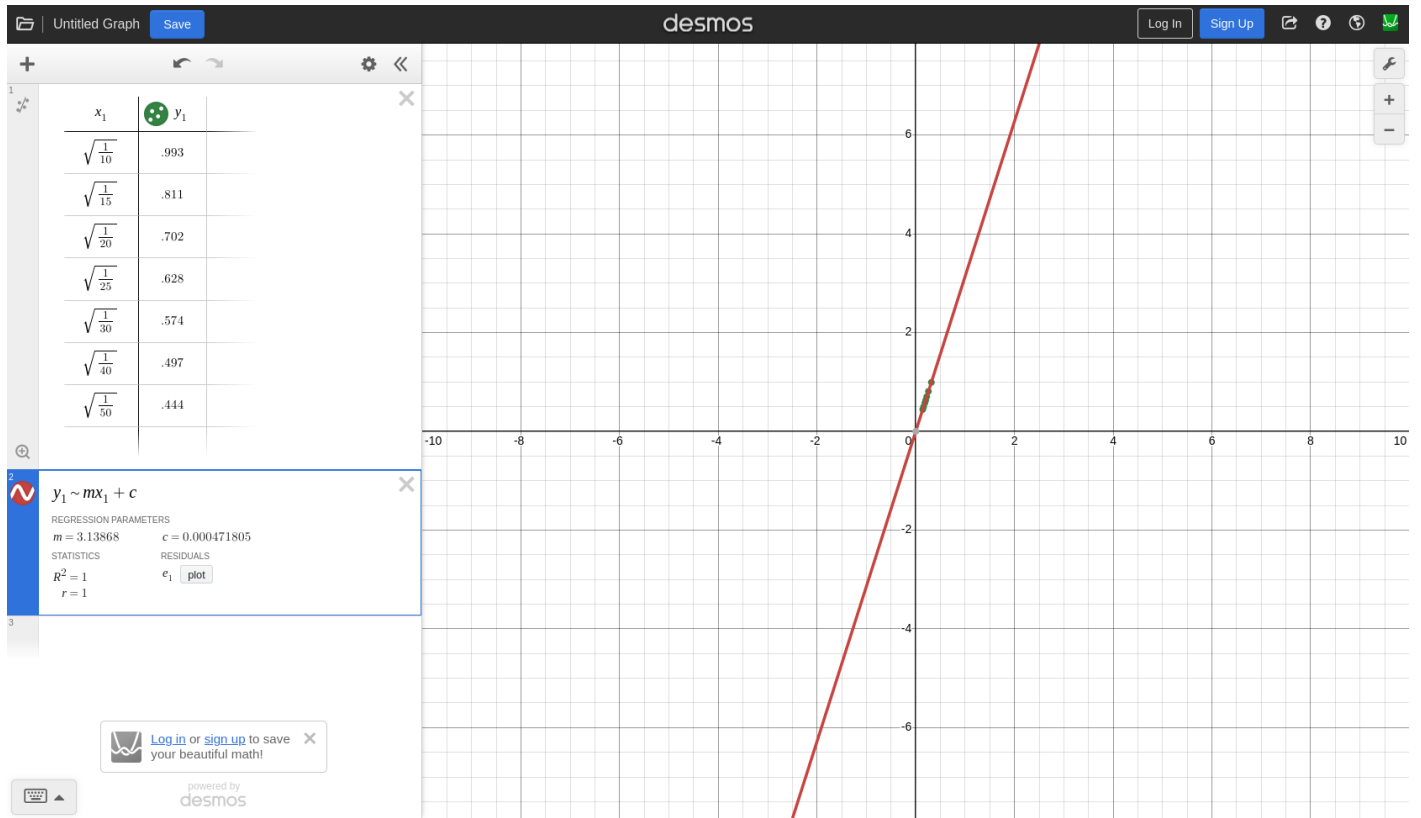 Untitled Graph Save desmos Log In Sign Up
1
x₁ y₁
√(1/10) .993
√(1/15) .811
√(1/20) .702
√(1/25) .628
√(1/30) .574
√(1/40) .497
√(1/50) .444
2
y₁ ~ mx₁ + c
REGRESSION PARAMETERS
m = 3.13868 c = 0.000471805
STATISTICS RESIDUALS
R² = 1 e₁ plot
r = 1
3
Log in or sign up to save
your beautiful math!
powered by
desmos
6
4
2
-10 -8 -6 -4 -2 0 2 4 6 8 10
-2
-4
-6